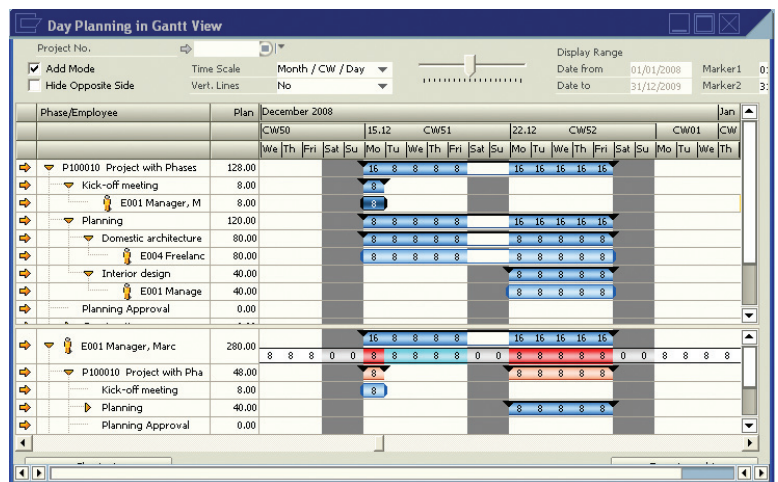 Day Planning in Gantt View
Project No.
Display Range
Add Mode Time Scale Month / CW / Day Date from 01/01/2008 Marker1 0:
Hide Opposite Side Vert. Lines No Date to 31/12/2009 Marker2 3:
Phase/Employee Plan December 2008 Jan
CW50 15.12 CW51 22.12 CW52 CW01 CW
We Th Fri Sat Su Mo Tu We Th Fri Sat Su Mo Tu We Th Fri Sat Su Mo Tu We Th
P100010 Project with Phases 128.00 16 8 8 8 8 16 16 16 16 16
Kick-off meeting 8.00 8
E001 Manager, M 8.00 8
Planning 120.00 8 8 8 8 8 16 16 16 16 16
Domestic architecture 80.00 8 8 8 8 8 8 8 8 8 8
E004 Freelanc 80.00 8 8 8 8 8 8 8 8 8 8
Interior design 40.00 8 8 8 8 8
E001 Manage 40.00 8 8 8 8 8
Planning Approval 0.00
E001 Manager, Marc 280.00 16 8 8 8 8 16 16 16 16 16
8 8 8 0 0 8 8 8 8 8 0 0 8 8 8 8 8 0 0 8 8 8 8
P100010 Project with Pha 48.00 8 8 8 8 8 8
Kick-off meeting 8.00 8
Planning 40.00 8 8 8 8 8
Planning Approval 0.00